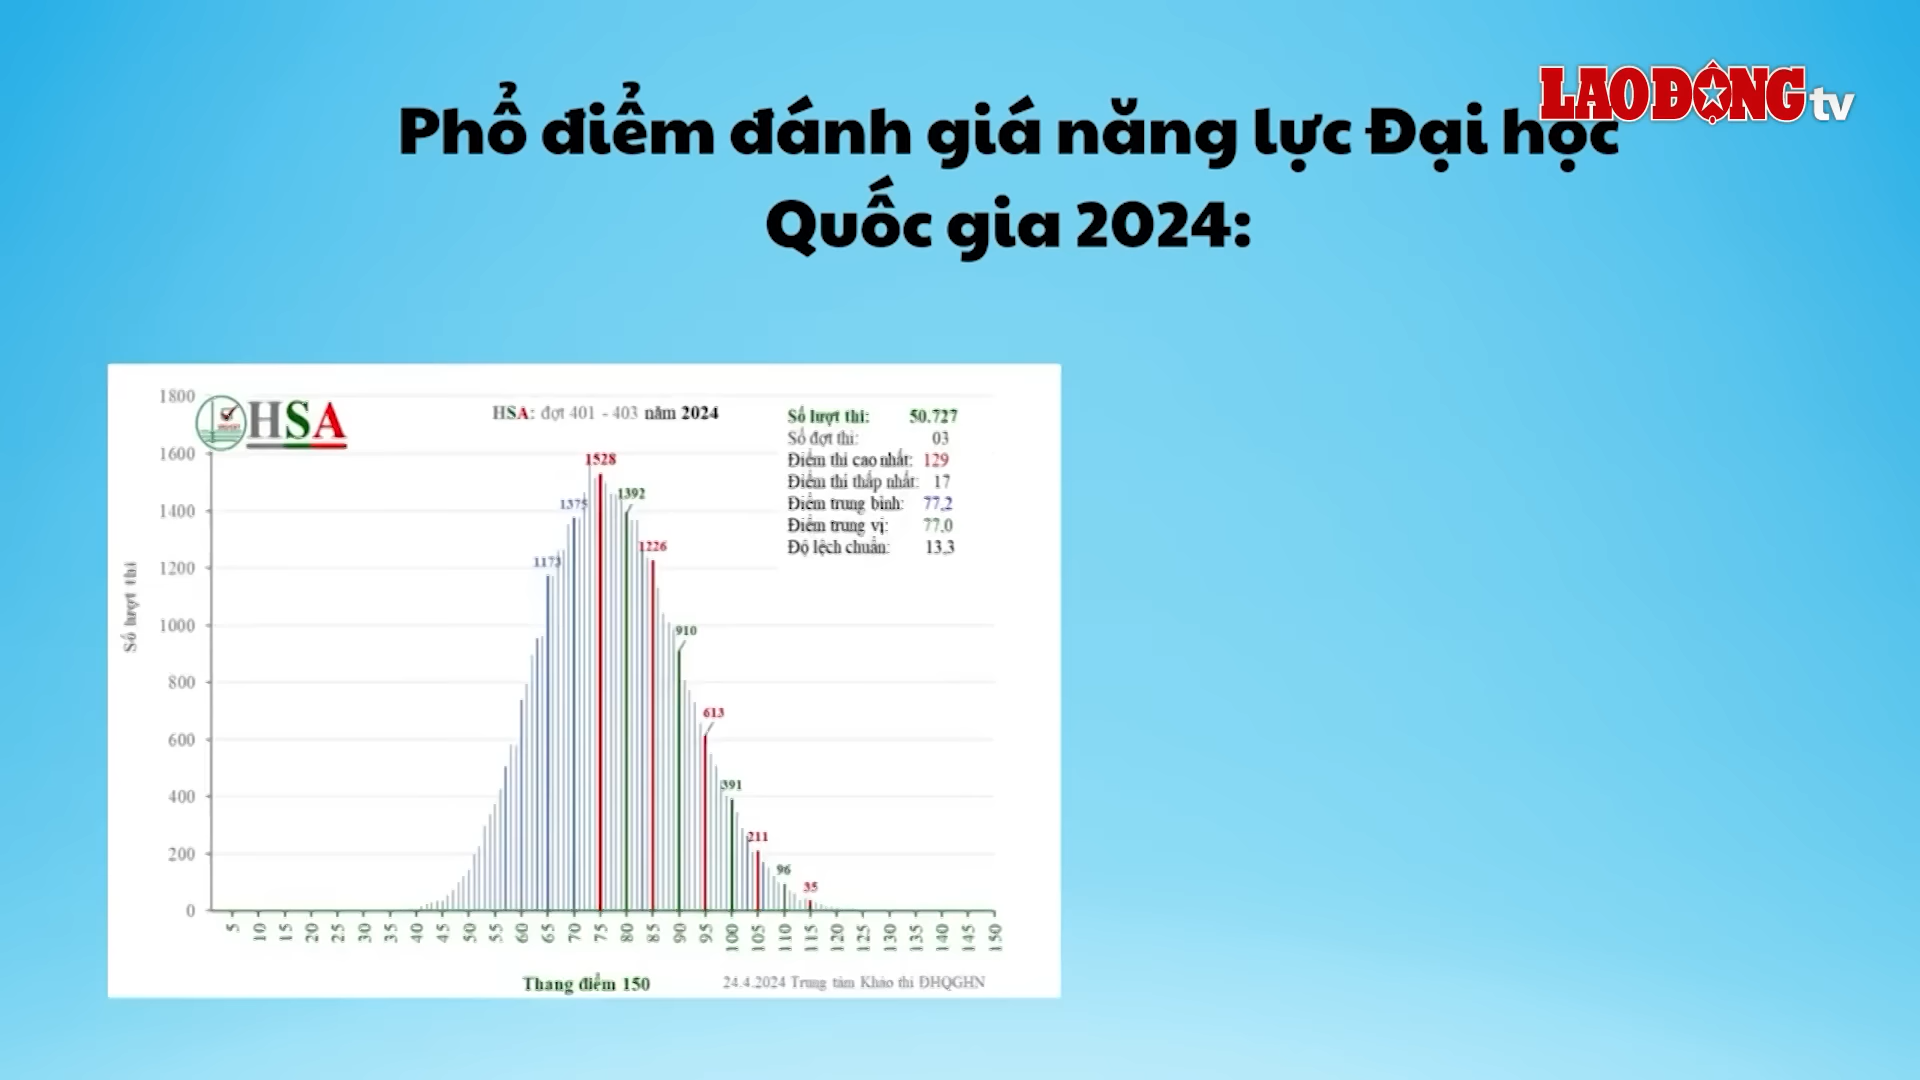 LAO ĐỘNG tv
Phổ điểm đánh giá năng lực Đại học
Quốc gia 2024:
HSA
HSA: đợt 401 - 403 năm 2024
Số lượt thi: 50.727
Số đợt thi: 03
Điểm thi cao nhất: 129
Điểm thi thấp nhất: 17
Điểm trung bình: 77,2
Điểm trung vị: 77,0
Độ lệch chuẩn: 13,3
Số lượt thi
1800
1600
1400
1200
1000
800
600
400
200
0
1173
1375
1528
1392
1226
910
613
391
211
96
35
5 10 15 20 25 30 35 40 45 50 55 60 65 70 75 80 85 90 95 100 105 110 115 120 125 130 135 140 145 150
Thang điểm 150
24.4.2024 Trung tâm Khảo thí ĐHQGHN